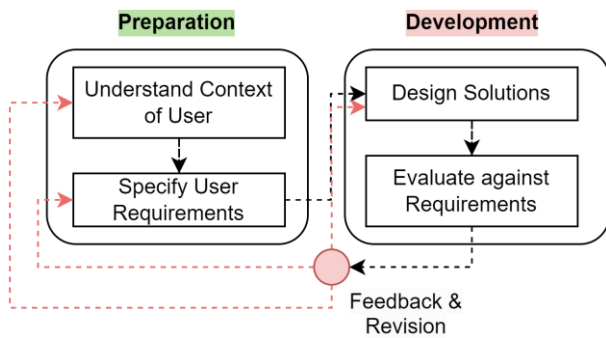 Preparation
Understand Context
of User
Specify User
Requirements
Development
Design Solutions
Evaluate against
Requirements
Feedback &
Revision